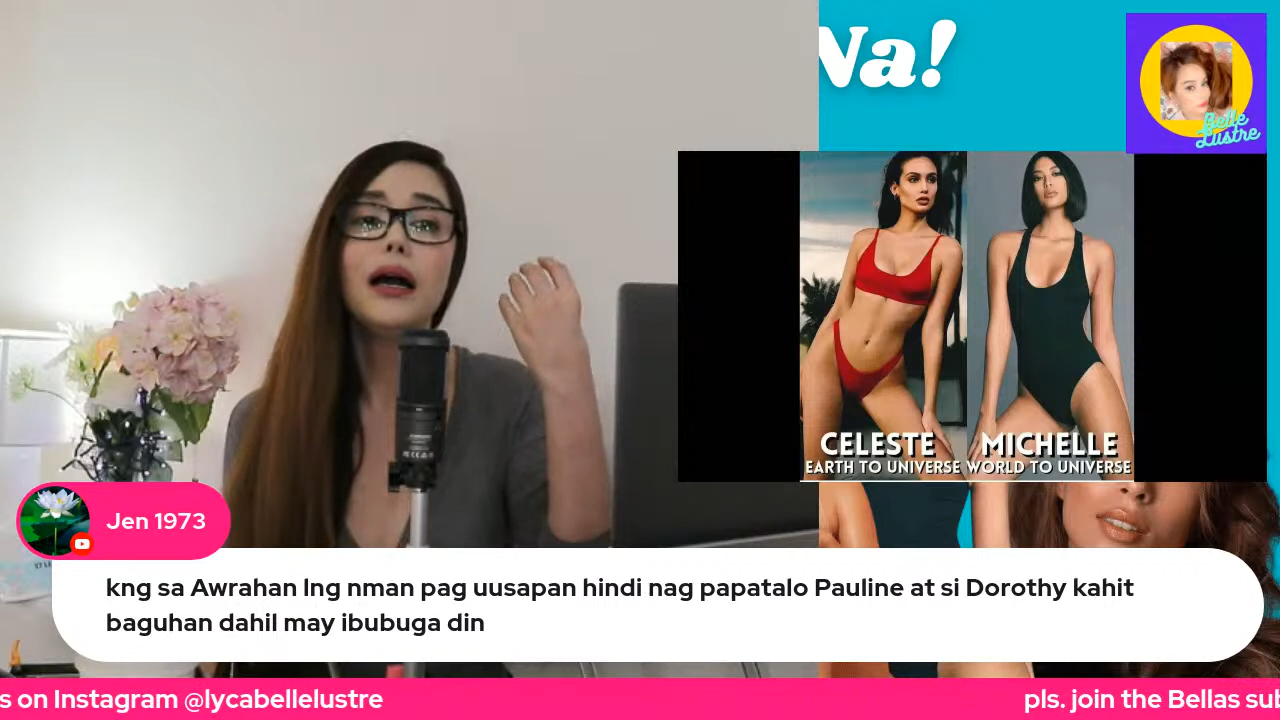 Na!
Belle
Lustre
CELESTE MICHELLE
EARTH TO UNIVERSE WORLD TO UNIVERSE
Jen 1973
kng sa Awrahan lng nman pag uusapan hindi nag papatalo Pauline at si Dorothy kahit
baguhan dahil may ibubuga din
s on Instagram @lycabellelustre pls. join the Bellas sub